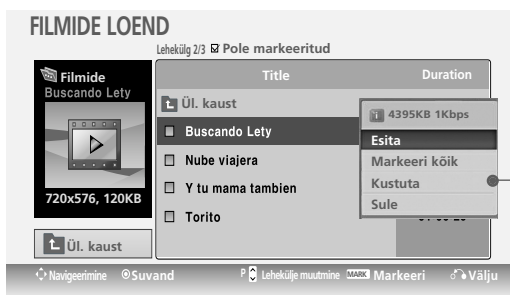 FILMIDE LOEND
Lehekülg 2/3 Pole markeeritud
Filmide
Buscando Lety
720x576, 120KB
Ül. kaust
Title Duration
Ül. kaust
Buscando Lety
Nube viajera
Y tu mama tambien
Torito
4395KB 1Kbps
Esita
Markeeri kõik
Kustuta
Sule
Navigeerimine Suvand P Lehekülje muutmine MARK Markeeri Välju